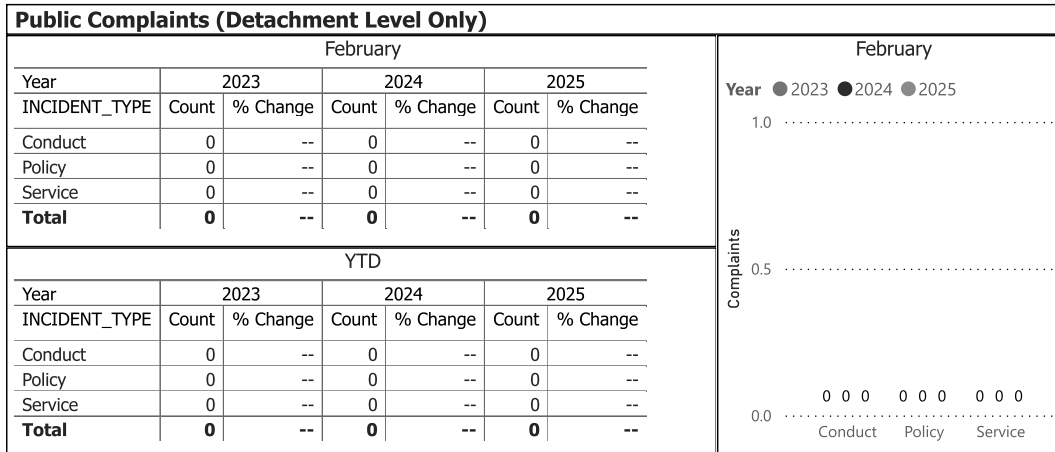 Public Complaints (Detachment Level Only)
February
Year 2023 2024 2025
INCIDENT_TYPE Count % Change Count % Change Count % Change
Conduct 0 -- 0 -- 0 --
Policy 0 -- 0 -- 0 --
Service 0 -- 0 -- 0 --
Total 0 -- 0 -- 0 --
YTD
Year 2023 2024 2025
INCIDENT_TYPE Count % Change Count % Change Count % Change
Conduct 0 -- 0 -- 0 --
Policy 0 -- 0 -- 0 --
Service 0 -- 0 -- 0 --
Total 0 -- 0 -- 0 --
February
Year 2023 2024 2025
1.0
Complaints
0.5
0 0 0 0 0 0 0 0 0
0.0
Conduct Policy Service